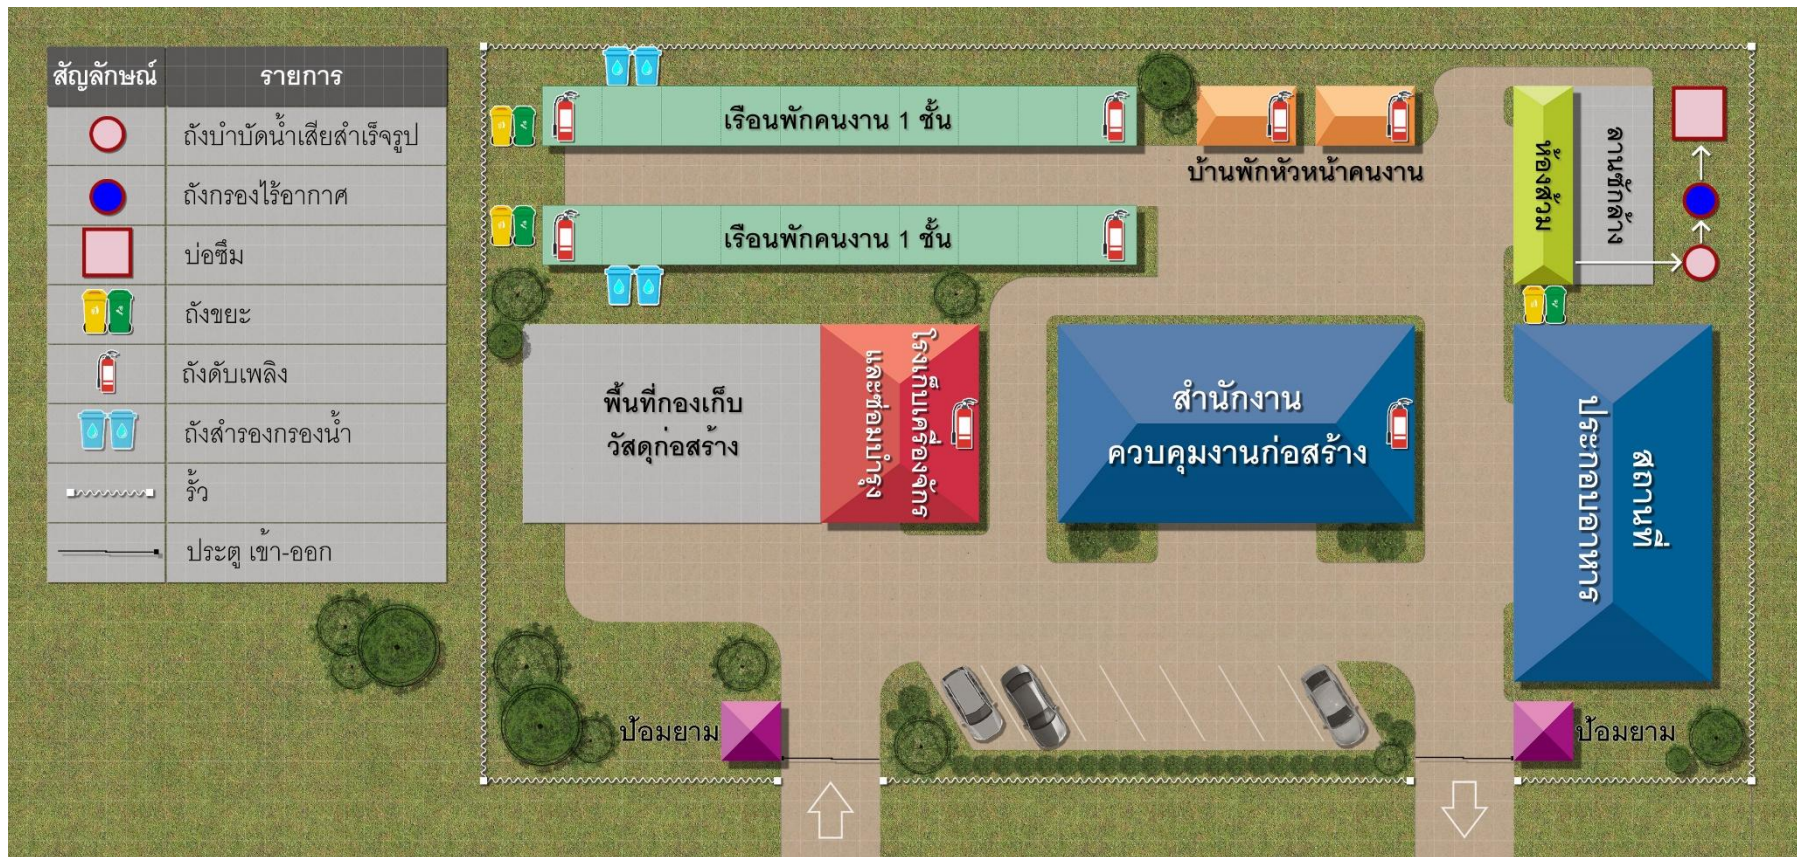 สัญลักษณ์ รายการ
ถังบำบัดน้ำเสียสำเร็จรูป
ถังกรองไร้อากาศ
บ่อซึม
ถังขยะ
ถังดับเพลิง
ถังสำรองกรองน้ำ
รั้ว
ประตู เข้า-ออก
เรือนพักคนงาน 1 ชั้น
บ้านพักหัวหน้าคนงาน
เรือนพักคนงาน 1 ชั้น
ห้องส้วม
ลานซักล้าง
พื้นที่กองเก็บ
วัสดุก่อสร้าง
โรงเก็บเครื่องจักร
และซ่อมบำรุง
สำนักงาน
ควบคุมงานก่อสร้าง
สถานที่
ประกอบอาหาร
ป้อมยาม
ป้อมยาม